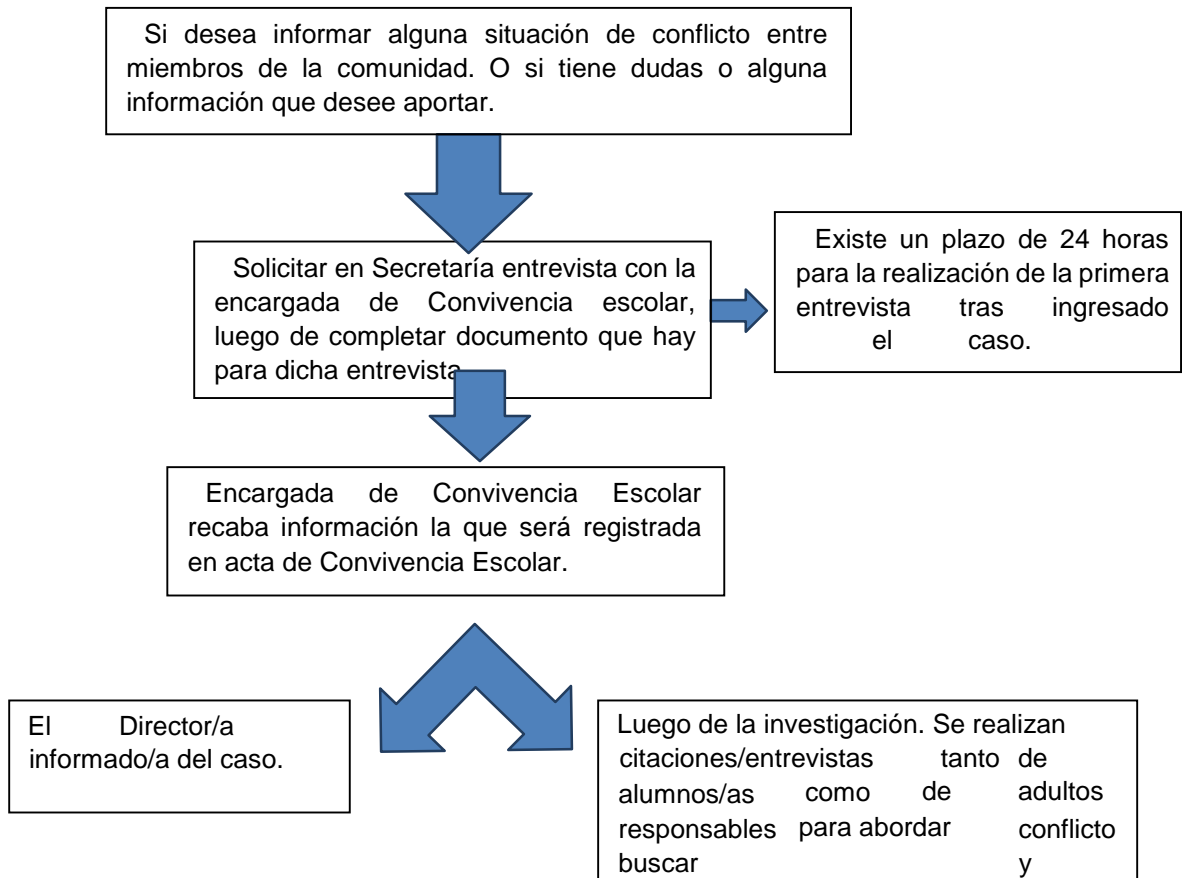 Si desea informar alguna situación de conflicto entre
miembros de la comunidad. O si tiene dudas o alguna
información que desee aportar.
Solicitar en Secretaría entrevista con la
encargada de Convivencia escolar,
luego de completar documento que hay
para dicha entrevista
Existe un plazo de 24 horas
para la realización de la primera
entrevista tras ingresado
el caso.
Encargada de Convivencia Escolar
recaba información la que será registrada
en acta de Convivencia Escolar.
El Director/a
informado/a del caso.
Luego de la investigación. Se realizan
citaciones/entrevistas tanto de
alumnos/as como de adultos
responsables para abordar conflicto
buscar y